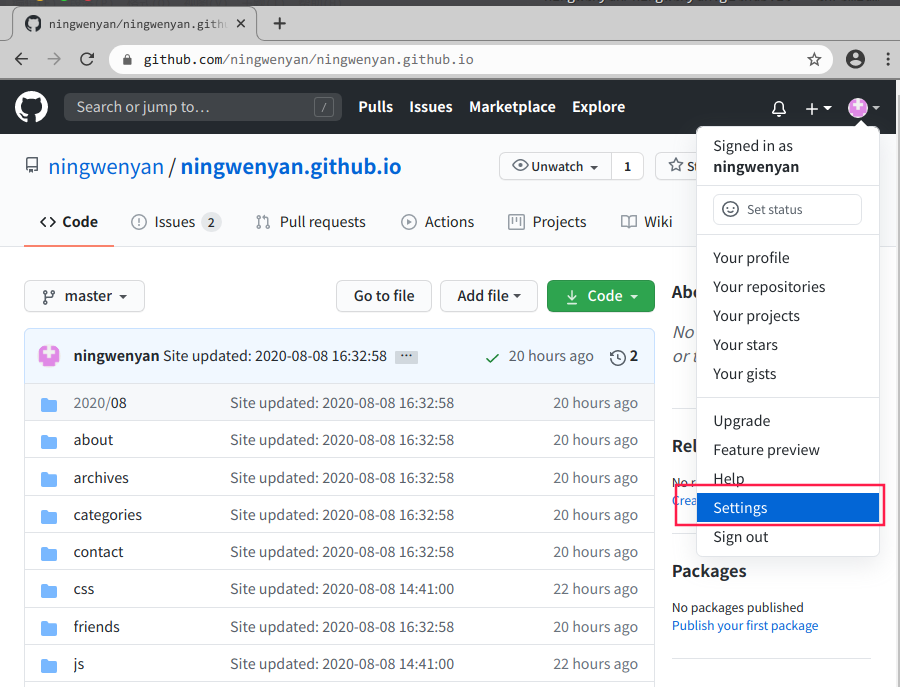 ningwenyan/ningwenyan.gith
github.com/ningwenyan/ningwenyan.github.io
Search or jump to… / Pulls Issues Marketplace Explore
Signed in as
ningwenyan
ningwenyan / ningwenyan.github.io Unwatch 1
Set status
Code Issues 2 Pull requests Actions Projects Wiki
Your profile
Your repositories
Your projects
Your stars
Your gists
Upgrade
Feature preview
Help
Settings
Sign out
master Go to file Add file Code
No
ningwenyan Site updated: 2020-08-08 16:32:58 ... 20 hours ago 2
2020/08 Site updated: 2020-08-08 16:32:58 20 hours ago
about Site updated: 2020-08-08 16:32:58 20 hours ago
archives Site updated: 2020-08-08 16:32:58 20 hours ago
categories Site updated: 2020-08-08 16:32:58 20 hours ago
contact Site updated: 2020-08-08 16:32:58 20 hours ago
css Site updated: 2020-08-08 14:41:00 22 hours ago
friends Site updated: 2020-08-08 16:32:58 20 hours ago
js Site updated: 2020-08-08 14:41:00 22 hours ago
Packages
No packages published
Publish your first package